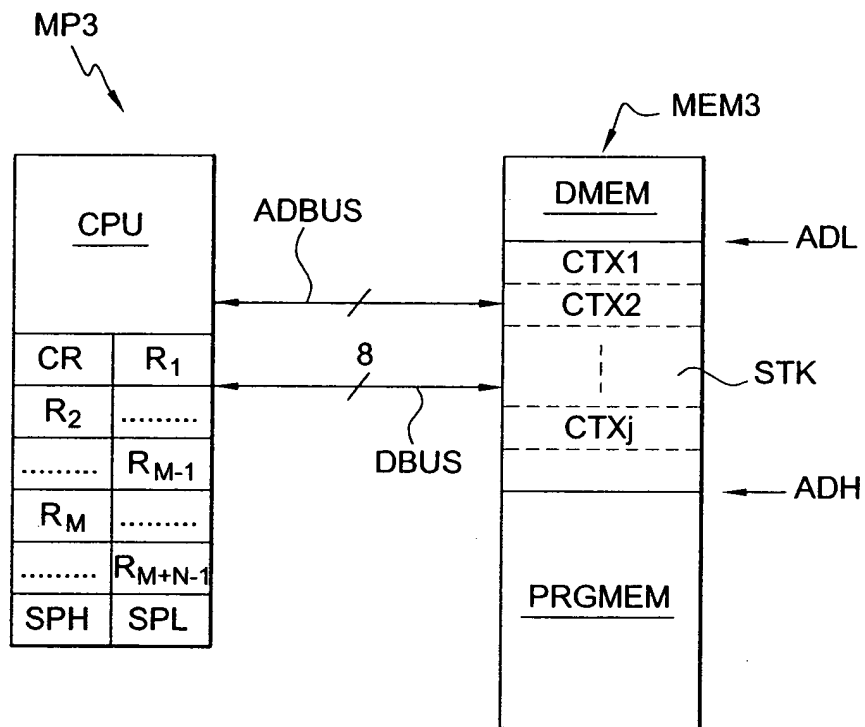 MP3
MEM3
CPU
ADBUS
DMEM
ADL
CTX1
CTX2
8
CR R1
STK
R2 .........
DBUS
CTXj
......... RM-1
ADH
RM .........
......... RM+N-1
PRGMEM
SPH SPL